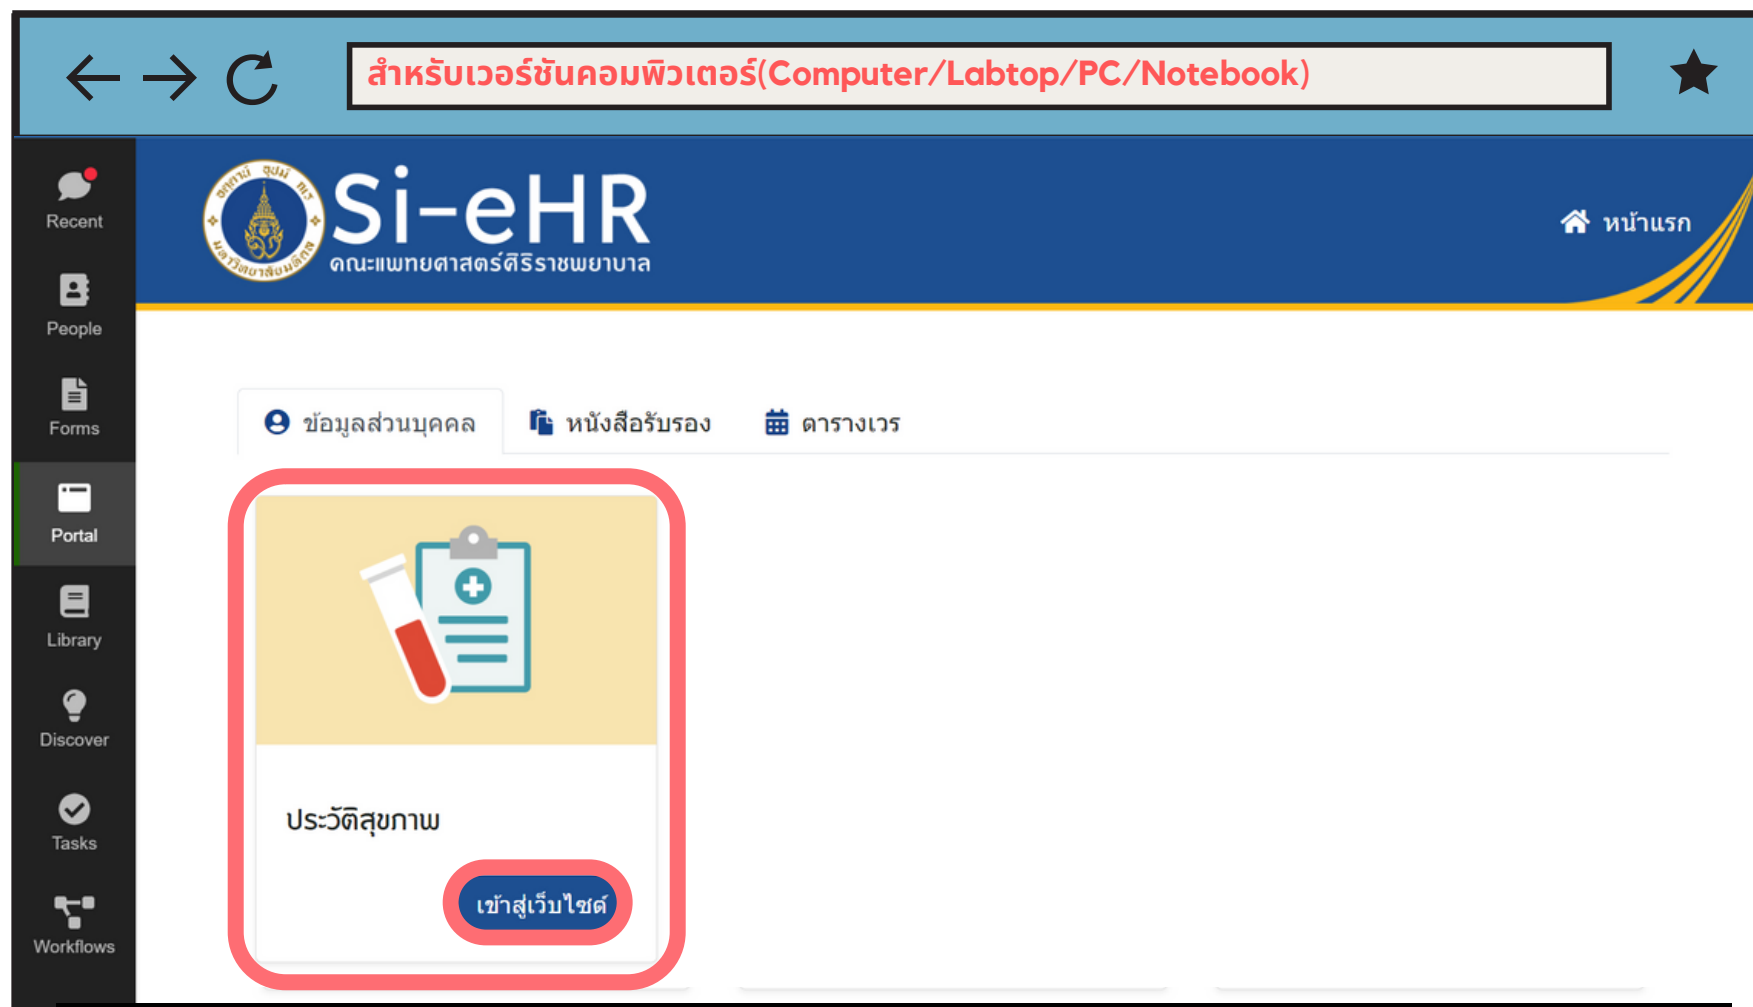 สำหรับเวอร์ชันคอมพิวเตอร์(Computer/Labtop/PC/Notebook)
Recent
People
Forms
Portal
Library
Discover
Tasks
Workflows
Si-eHR
คณะแพทยศาสตร์ศิริราชพยาบาล
หน้าแรก
ข้อมูลส่วนบุคคล หนังสือรับรอง ตารางเวร
ประวัติสุขภาพ
เข้าสู่เว็บไซต์